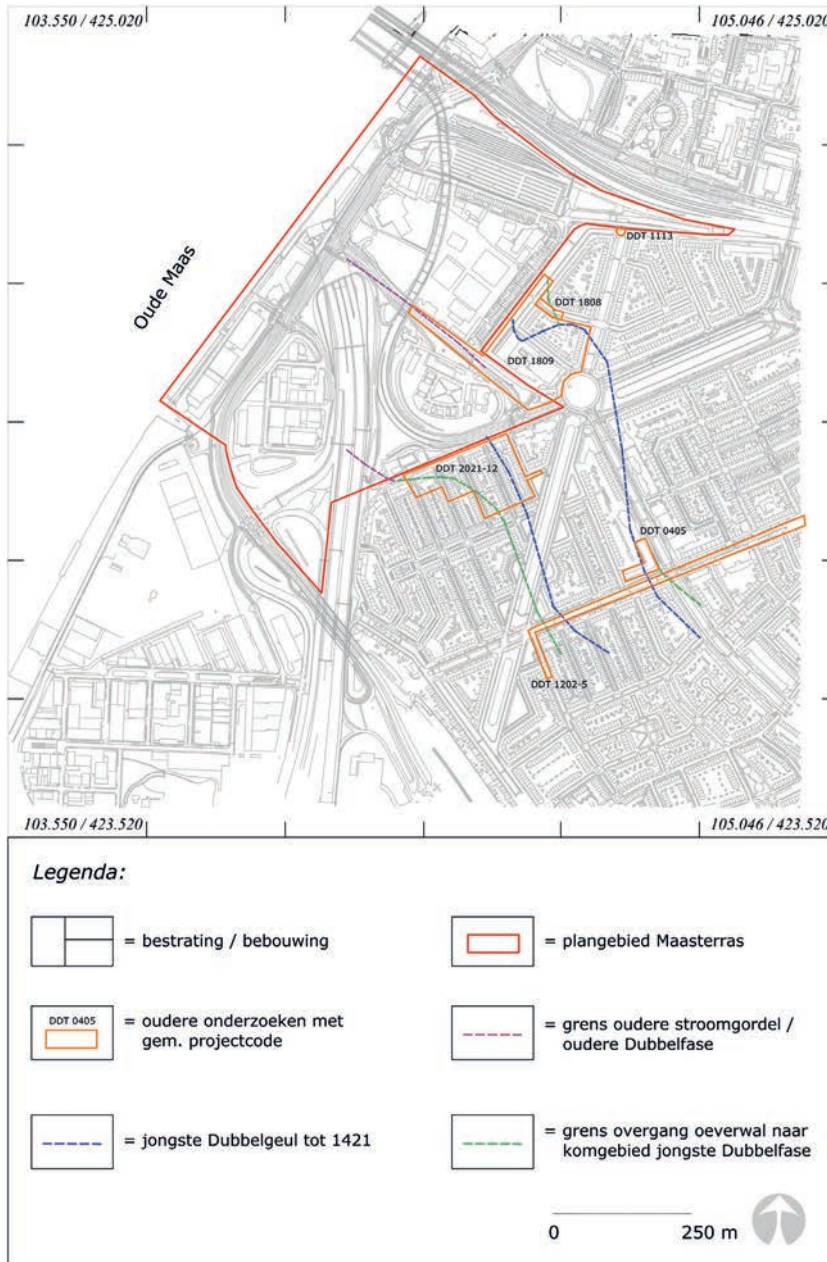 103.550 / 425.020
105.046 / 425.020
Oude Maas
DDT 1113
DDT 1808
DDT 1809
DDT 2021-12
DDT 0405
DDT 1202-5
103.550 / 423.520
105.046 / 423.520
Legenda:
= bestrating / bebouwing
= plangebied Maasterras
DDT 0405
= oudere onderzoeken met
gem. projectcode
= grens oudere stroomgordel /
oudere Dubbelfase
= jongste Dubbelgeul tot 1421
= grens overgang oeverwal naar
komgebied jongste Dubbelfase
0 250 m